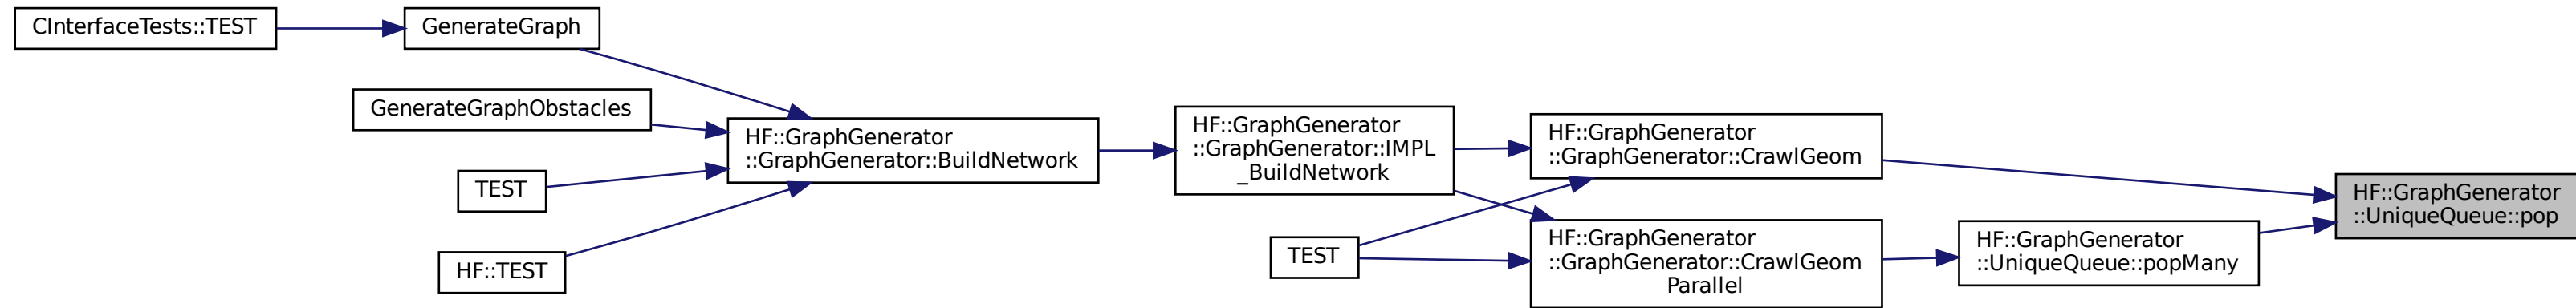 CInterfaceTests::TEST
GenerateGraph
GenerateGraphObstacles
TEST
HF::TEST
HF::GraphGenerator
::GraphGenerator::BuildNetwork
HF::GraphGenerator
::GraphGenerator::IMPL
_BuildNetwork
TEST
HF::GraphGenerator
::GraphGenerator::CrawlGeom
HF::GraphGenerator
::GraphGenerator::CrawlGeom
Parallel
HF::GraphGenerator
::UniqueQueue::popMany
HF::GraphGenerator
::UniqueQueue::pop